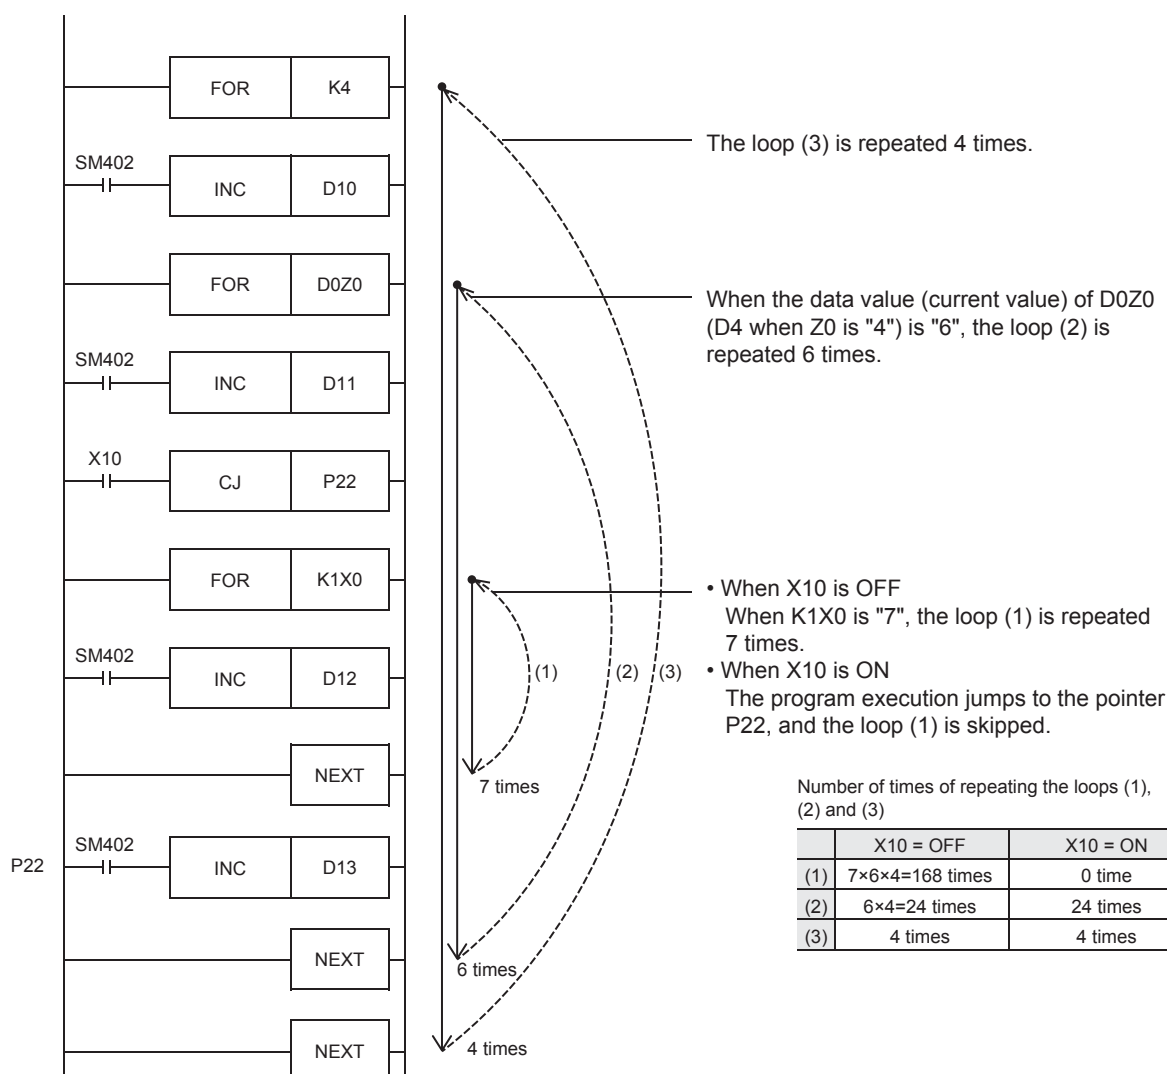 FOR K4
The loop (3) is repeated 4 times.
SM402
INC D10
FOR D0Z0
When the data value (current value) of D0Z0
(D4 when Z0 is "4") is "6", the loop (2) is
repeated 6 times.
SM402
INC D11
X10
CJ P22
FOR K1X0
• When X10 is OFF
When K1X0 is "7", the loop (1) is repeated
7 times.
• When X10 is ON
The program execution jumps to the pointer
P22, and the loop (1) is skipped.
SM402
INC D12
(1) (2) (3)
NEXT
7 times
SM402
P22 INC D13
NEXT
6 times
NEXT
4 times
Number of times of repeating the loops (1),
(2) and (3)
X10 = OFF X10 = ON
(1) 7×6×4=168 times 0 time
(2) 6×4=24 times 24 times
(3) 4 times 4 times